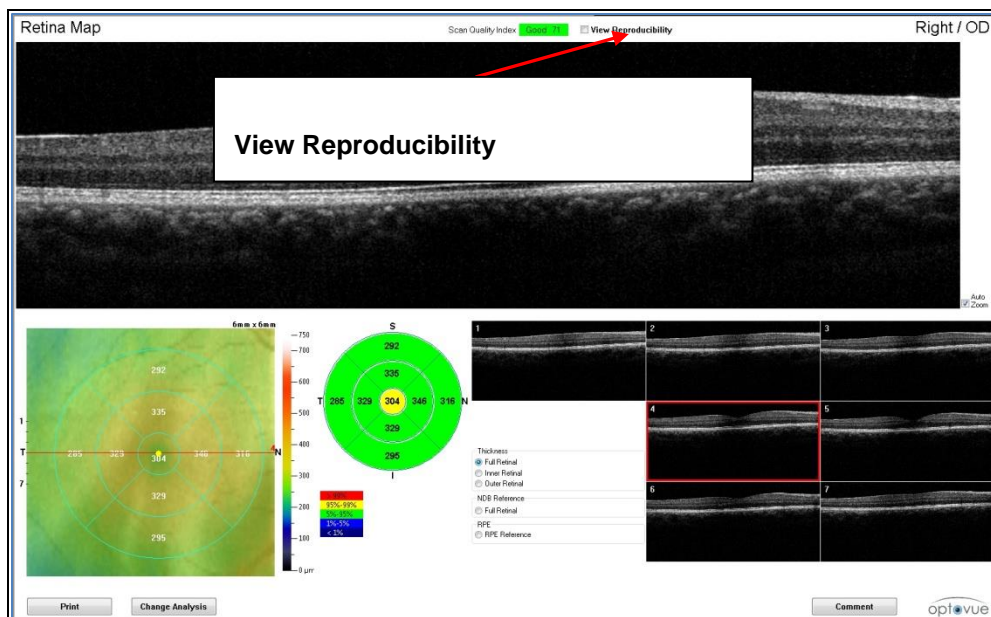 Retina Map
Scan Quality Index Good 71 View Reproducibility
Right / OD
View Reproducibility
Auto
Zoom
6mm x 6mm
292
335
285 329 304 346 316
329
295
1
T
7
4
N
750
700
600
500
400
300
200
100
0 µm
S
292
335
T 285 329 304 346 316 N
329
295
I
> 99%
95%-99%
5%-95%
1%-5%
< 1%
1
2
3
4
5
6
7
Thickness
Full Retinal
Inner Retinal
Outer Retinal
NDB Reference
Full Retinal
RPE
RPE Reference
Print
Change Analysis
Comment
optovue